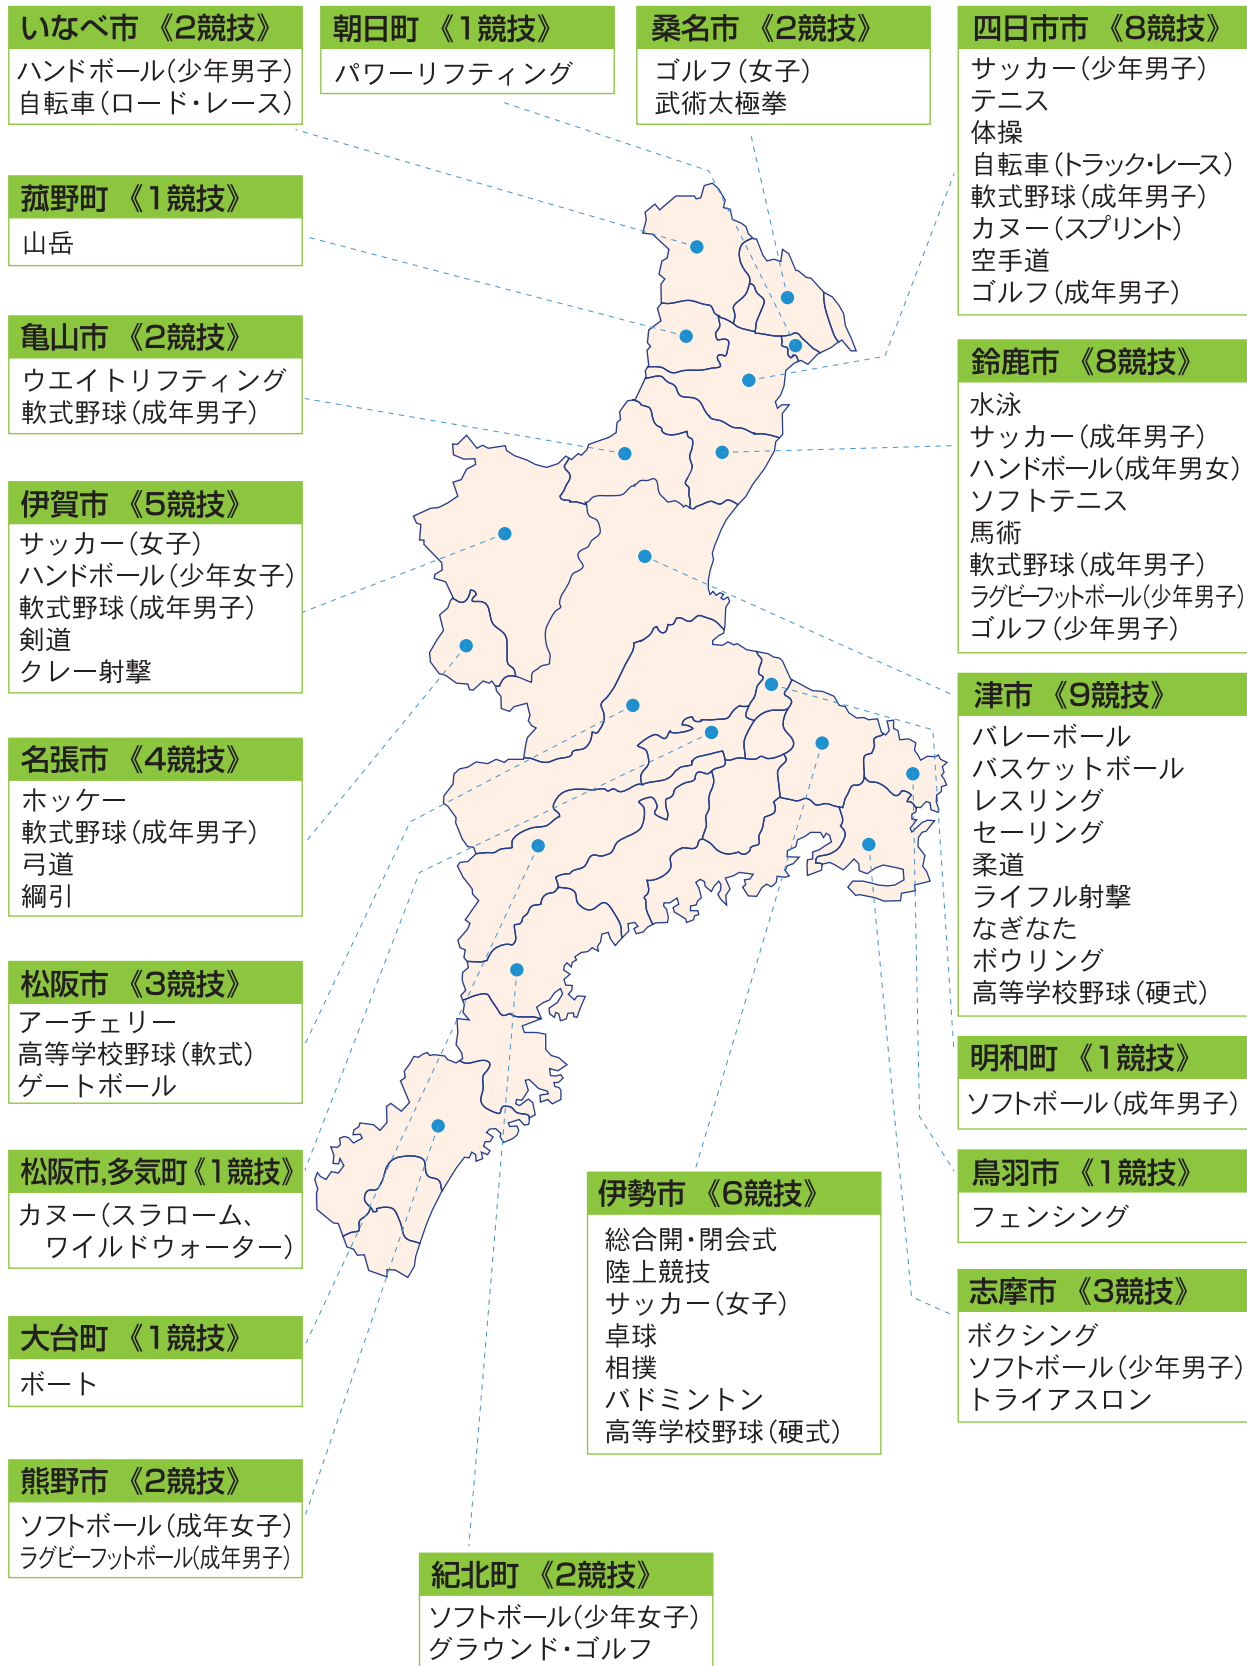 いなべ市 《2競技》
ハンドボール(少年男子)
自転車(ロード・レース)
朝日町 《1競技》
パワーリフティング
桑名市 《2競技》
ゴルフ(女子)
武術太極拳
四日市市 《8競技》
サッカー(少年男子)
テニス
体操
自転車(トラック・レース)
軟式野球(成年男子)
カヌー(スプリント)
空手道
ゴルフ(成年男子)
菰野町 《1競技》
山岳
亀山市 《2競技》
ウエイトリフティング
軟式野球(成年男子)
鈴鹿市 《8競技》
水泳
サッカー(成年男子)
ハンドボール(成年男女)
ソフトテニス
馬術
軟式野球(成年男子)
ラグビーフットボール(少年男子)
ゴルフ(少年男子)
伊賀市 《5競技》
サッカー(女子)
ハンドボール(少年女子)
軟式野球(成年男子)
剣道
クレー射撃
津市 《9競技》
バレーボール
バスケットボール
レスリング
セーリング
柔道
ライフル射撃
なぎなた
ボウリング
高等学校野球(硬式)
名張市 《4競技》
ホッケー
軟式野球(成年男子)
弓道
綱引
松阪市 《3競技》
アーチェリー
高等学校野球(軟式)
ゲートボール
明和町 《1競技》
ソフトボール(成年男子)
松阪市,多気町《1競技》
カヌー(スラローム、
ワイルドウォーター)
鳥羽市 《1競技》
フェンシング
伊勢市 《6競技》
総合開・閉会式
陸上競技
サッカー(女子)
卓球
相撲
バドミントン
高等学校野球(硬式)
志摩市 《3競技》
ボクシング
ソフトボール(少年男子)
トライアスロン
大台町 《1競技》
ボート
熊野市 《2競技》
ソフトボール(成年女子)
ラグビーフットボール(成年男子)
紀北町 《2競技》
ソフトボール(少年女子)
グラウンド・ゴルフ